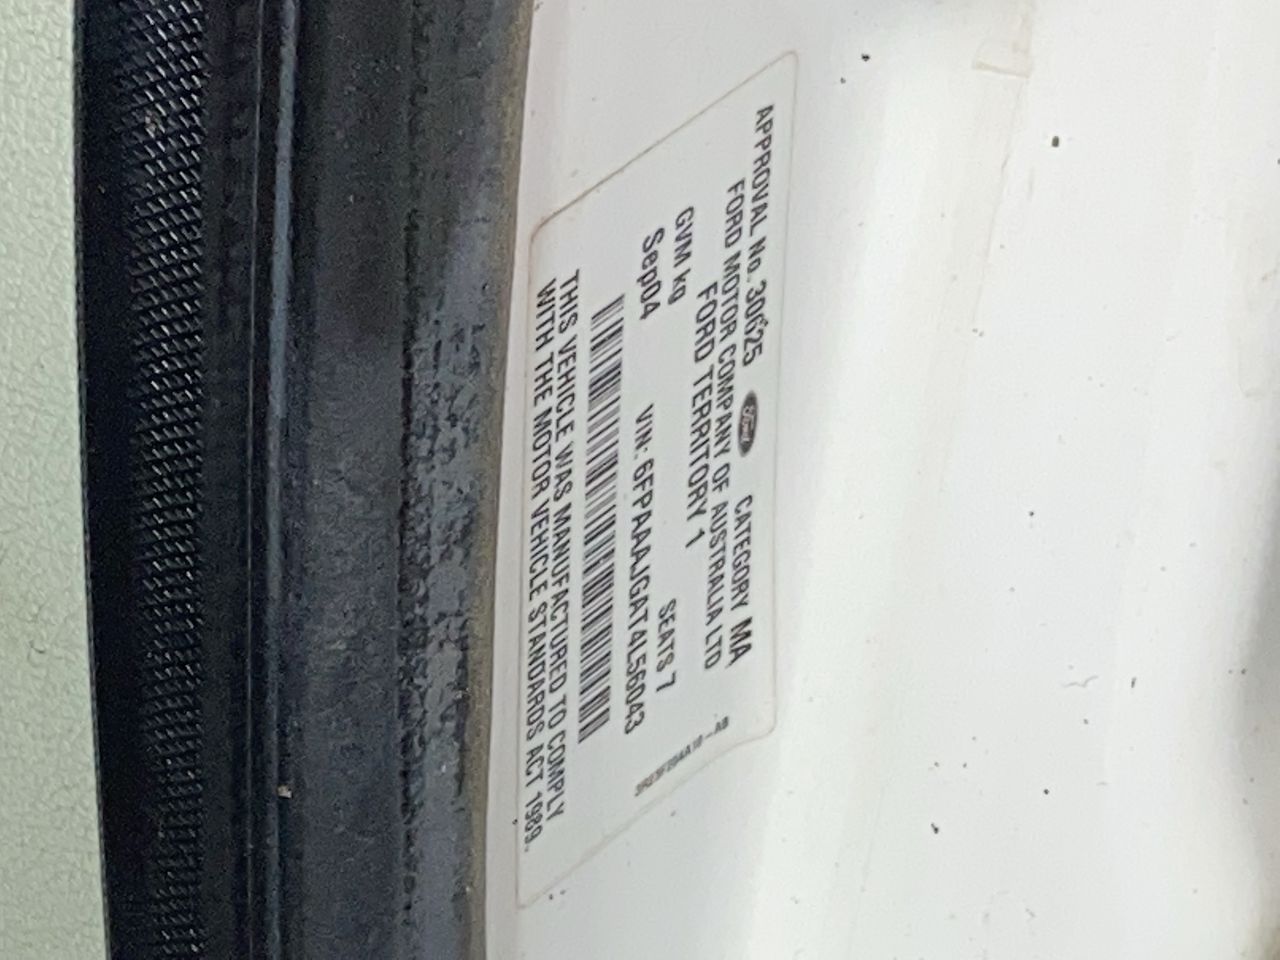 APPROVAL No. 30625 Ford CATEGORY MA
FORD MOTOR COMPANY OF AUSTRALIA LTD
FORD TERRITORY 1
GVM kg SEATS 7
Sep04 VIN: 6FPAAAJGAT4L56043
THIS VEHICLE WAS MANUFACTURED TO COMPLY
WITH THE MOTOR VEHICLE STANDARDS ACT 1989.